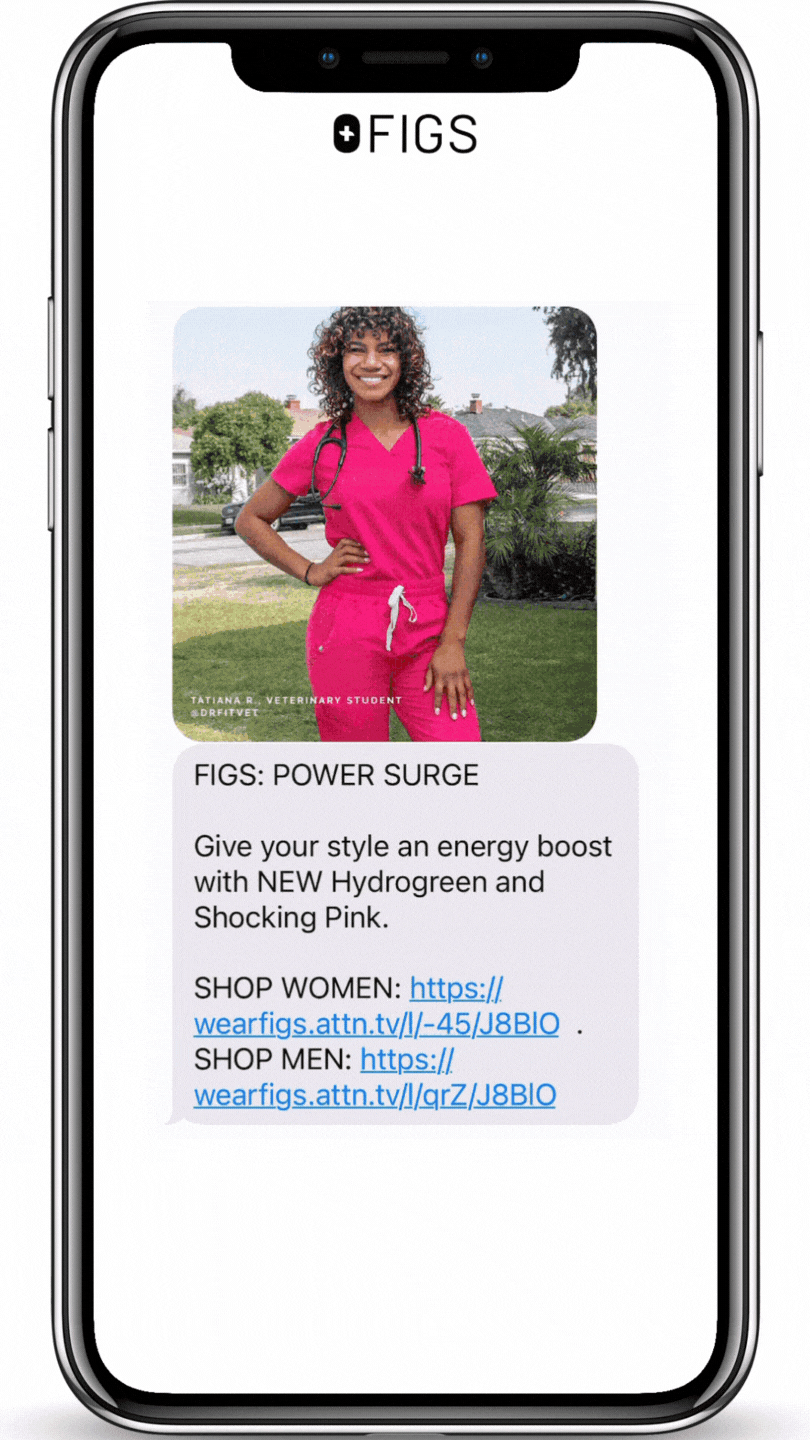 FIGS
TATIANA R., VETERINARY STUDENT
@DRFITVET
FIGS: POWER SURGE
Give your style an energy boost
with NEW Hydrogreen and
Shocking Pink.
SHOP WOMEN: https://
wearfigs.attn.tv/l/-45/J8BlO .
SHOP MEN: https://
wearfigs.attn.tv/l/qrZ/J8BlO